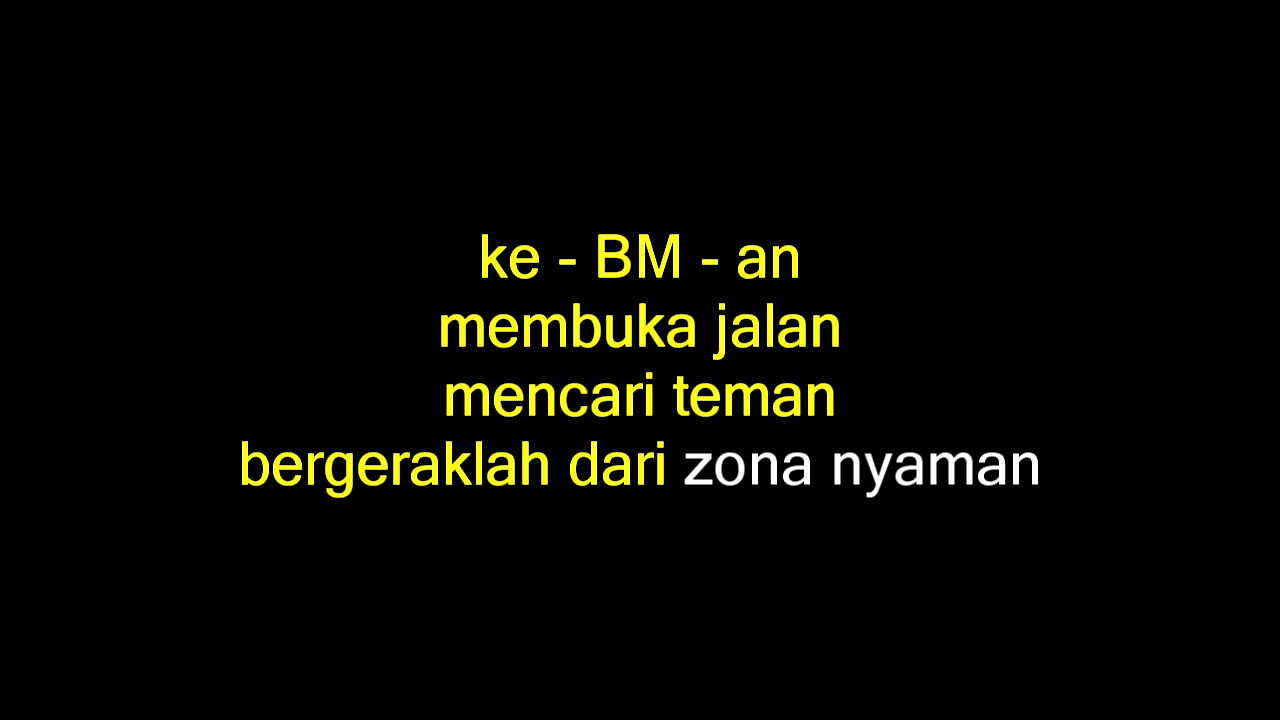 ke - BM - an
membuka jalan
mencari teman
bergeraklah dari zona nyaman